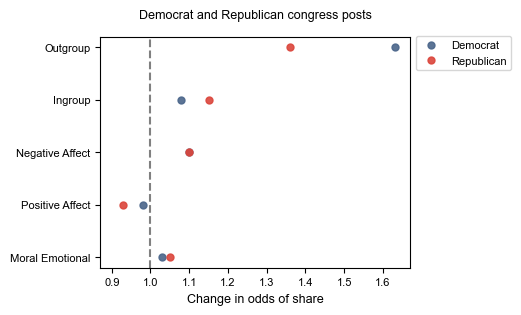 Democrat and Republican congress posts
Democrat
Republican
Outgroup
Ingroup
Negative Affect
Positive Affect
Moral Emotional
0.9 1.0 1.1 1.2 1.3 1.4 1.5 1.6
Change in odds of share